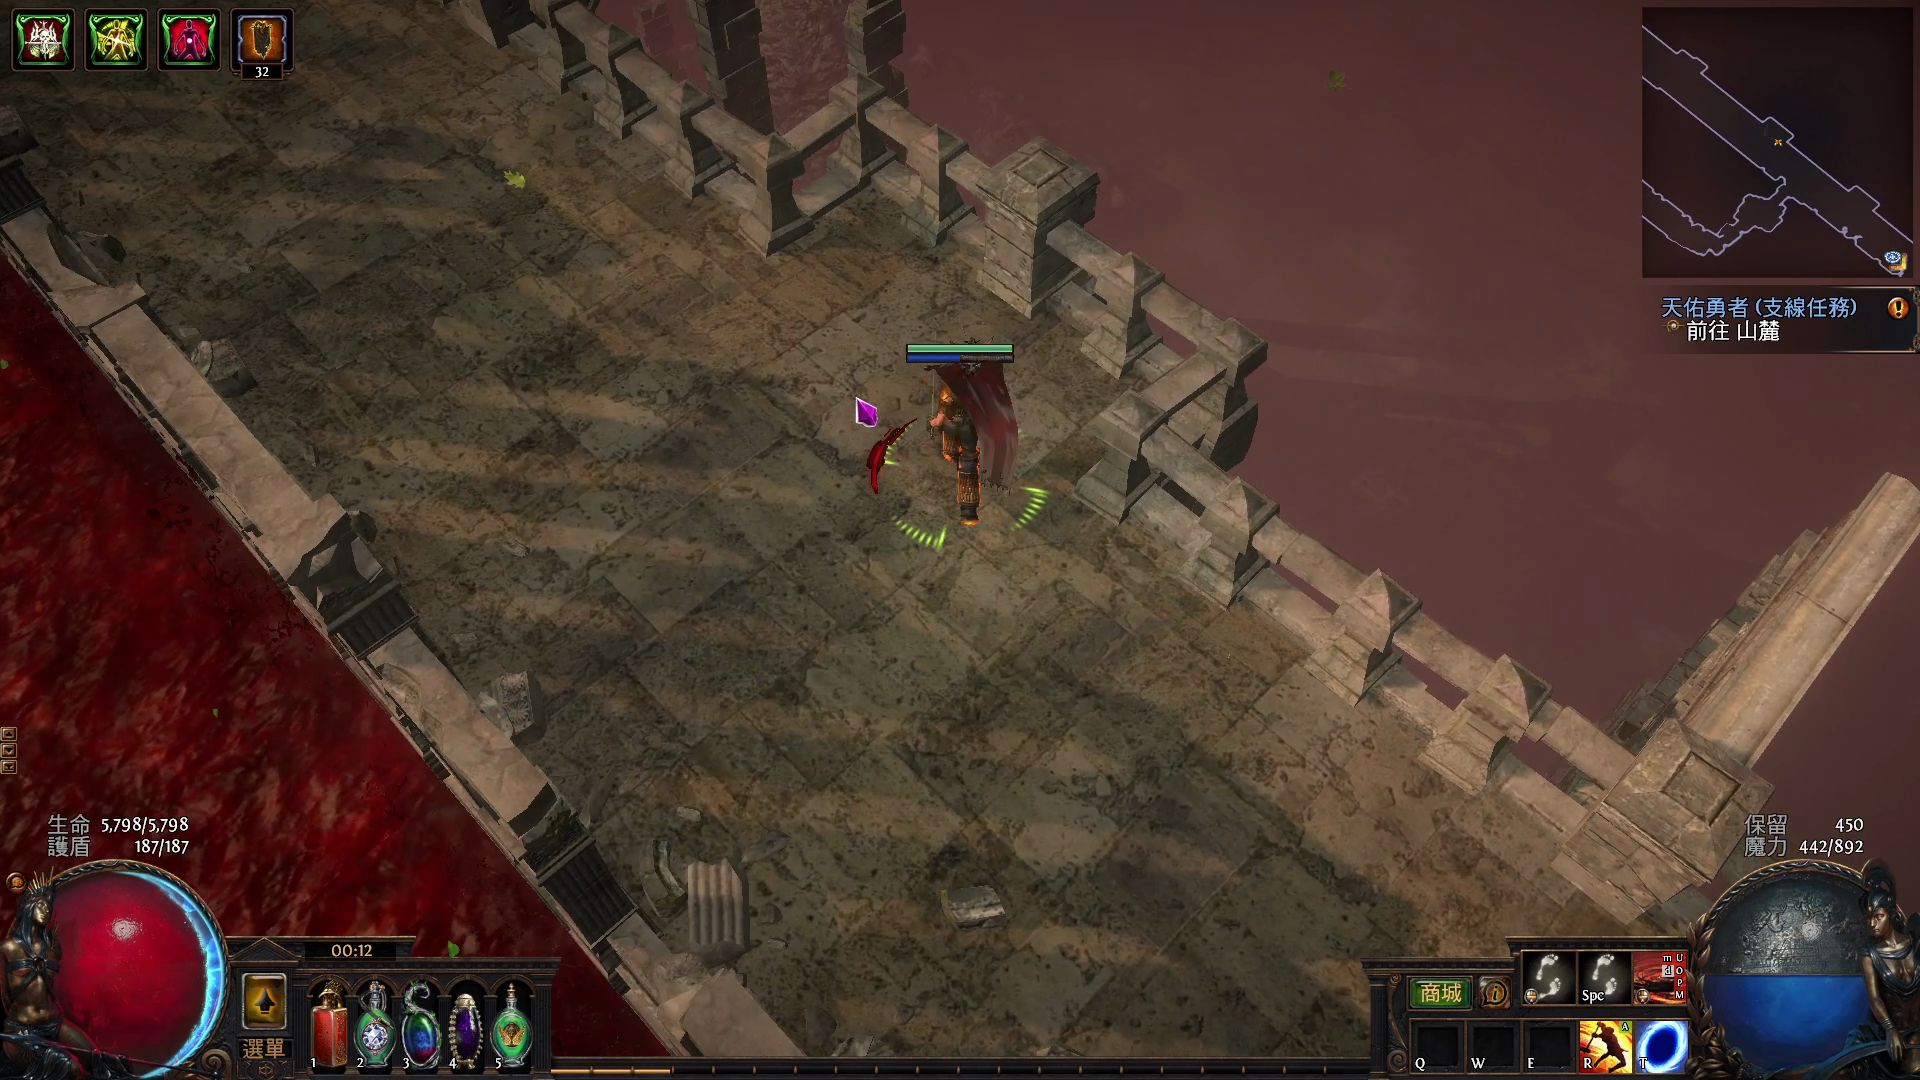 32
天佑勇者 (支線任務)
前往 山麓
生命 5,798/5,798
護盾 187/187
保留 450
魔力 442/892
00:12
選單
1 2 3 4 5
商城
Spc
m U
d O
P
M
Q W E R A T